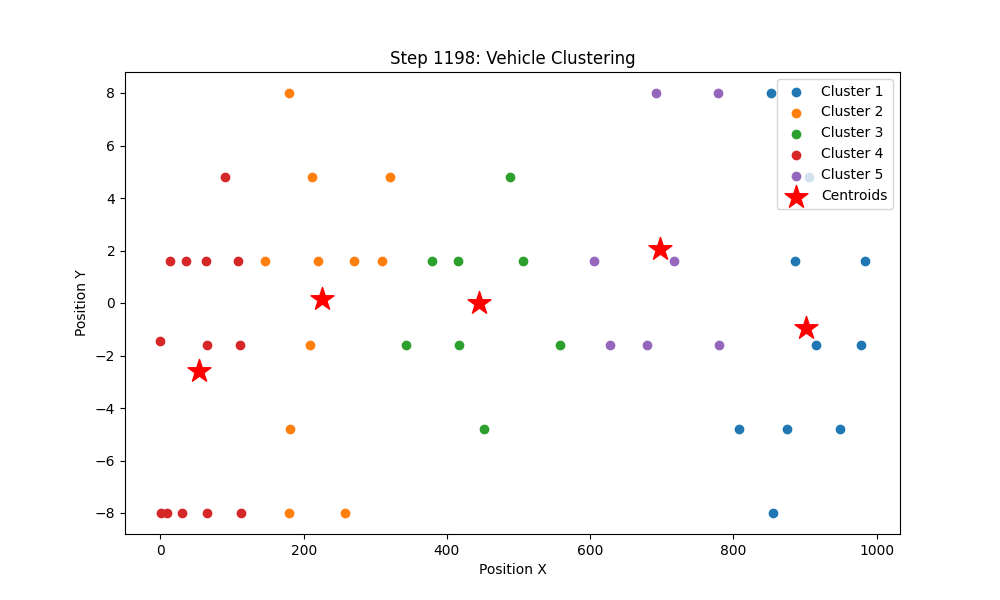 Step 1198: Vehicle Clustering
8
6
4
2
0
−2
−4
−6
−8
Position Y
Cluster 1
Cluster 2
Cluster 3
Cluster 4
Cluster 5
Centroids
0 200 400 600 800 1000
Position X